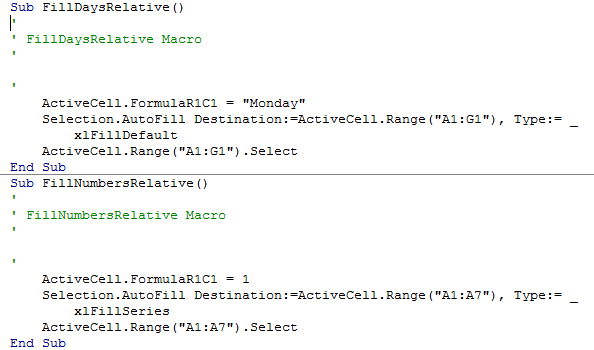 Sub FillDaysRelative()
'
' FillDaysRelative Macro
'
'
    ActiveCell.FormulaR1C1 = "Monday"
    Selection.AutoFill Destination:=ActiveCell.Range("A1:G1"), Type:= _
        xlFillDefault
    ActiveCell.Range("A1:G1").Select
End Sub
Sub FillNumbersRelative()
'
' FillNumbersRelative Macro
'
'
    ActiveCell.FormulaR1C1 = 1
    Selection.AutoFill Destination:=ActiveCell.Range("A1:A7"), Type:= _
        xlFillSeries
    ActiveCell.Range("A1:A7").Select
End Sub